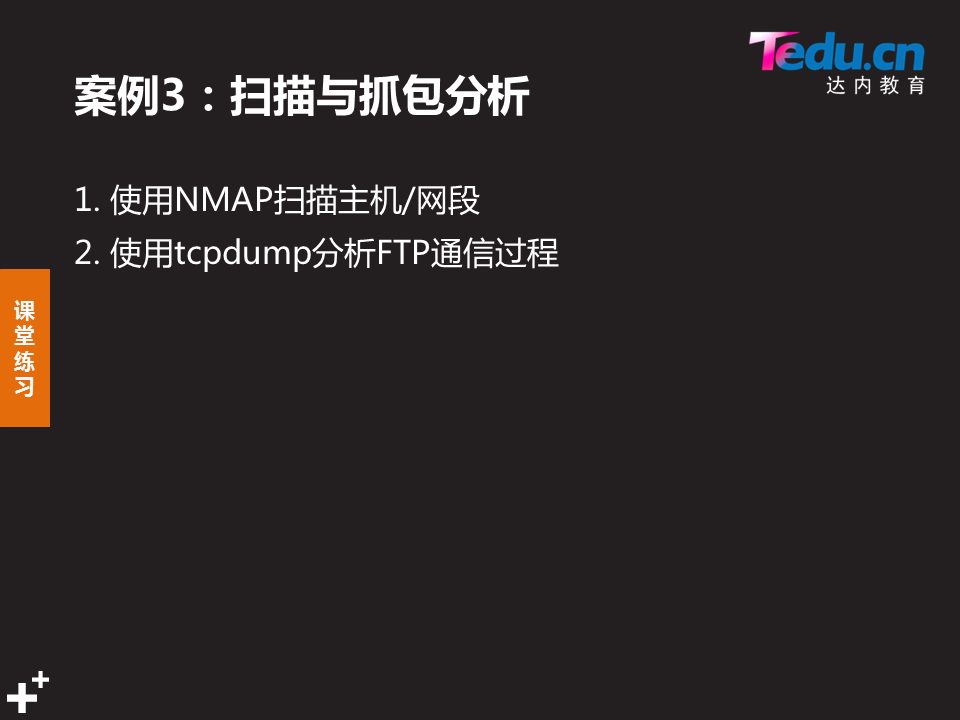 Tedu.cn
达内教育
案例3：扫描与抓包分析
1. 使用NMAP扫描主机/网段
2. 使用tcpdump分析FTP通信过程
课
堂
练
习